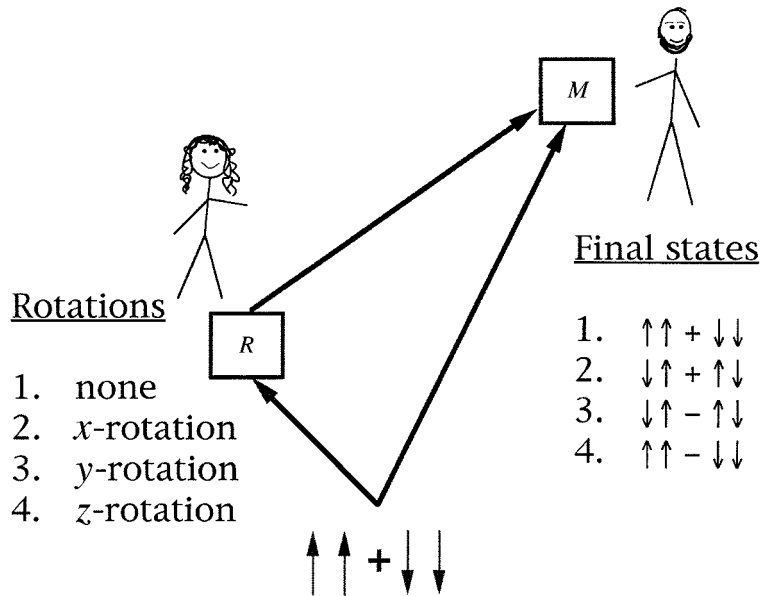 M
Final states
1. ↑↑ + ↓↓
2. ↓↑ + ↑↓
3. ↓↑ – ↑↓
4. ↑↑ – ↓↓
Rotations
R
1. none
2. x-rotation
3. y-rotation
4. z-rotation
↑ ↑ + ↓ ↓